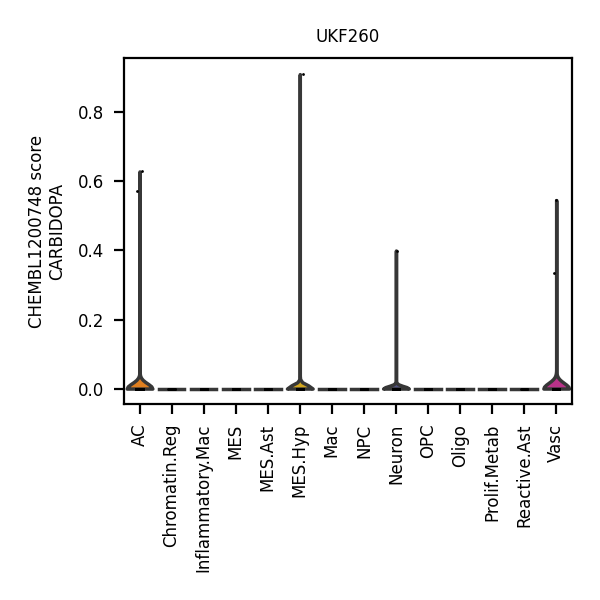 UKF260
CHEMBL1200748 score
CARBIDOPA
0.8
0.6
0.4
0.2
0.0
AC
Chromatin.Reg
Inflammatory.Mac
MES
MES.Ast
MES.Hyp
Mac
NPC
Neuron
OPC
Oligo
Prolif.Metab
Reactive.Ast
Vasc